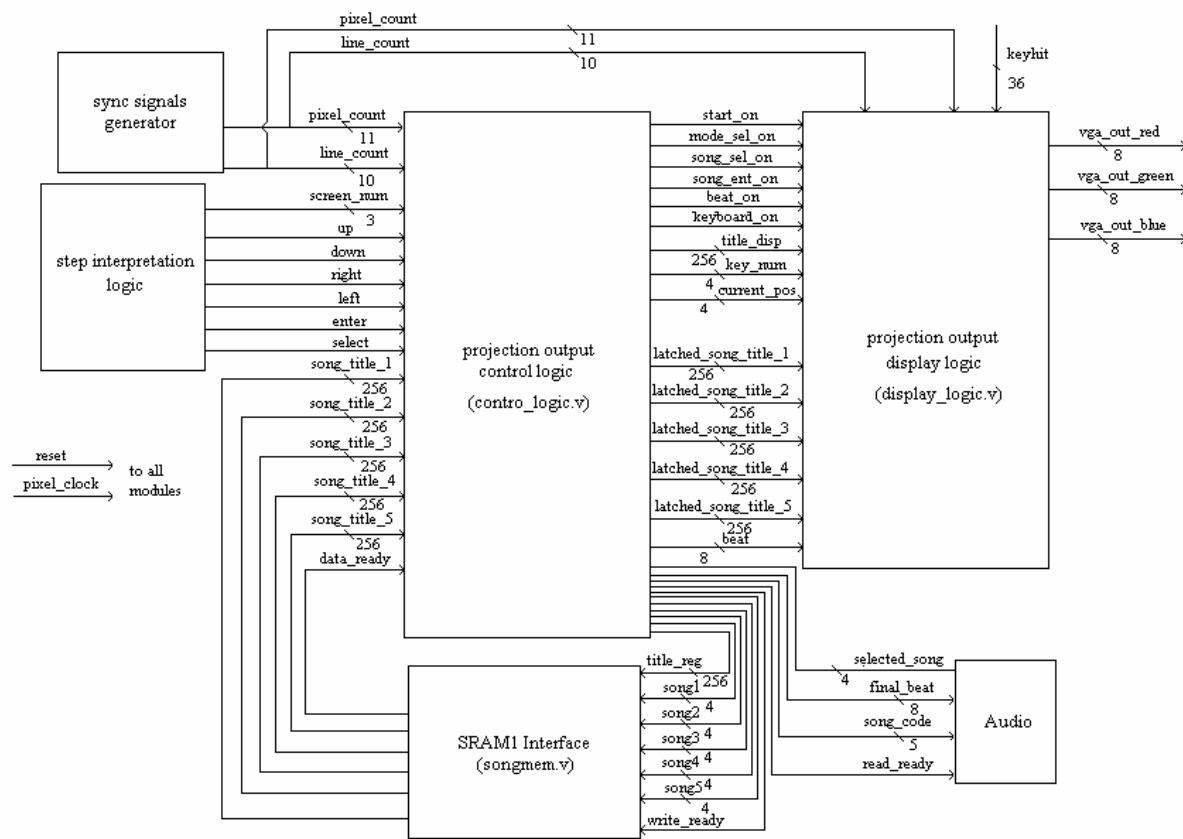 pixel_count
11
line_count
10
keyhit
36
sync signals
generator
pixel_count
11
line_count
10
step interpretation
logic
screen_num
3
up
down
right
left
enter
select
song_title_1
256
song_title_2
256
song_title_3
256
song_title_4
256
song_title_5
256
data_ready
reset
pixel_clock
to all
modules
projection output
control logic
(contro_logic.v)
start_on
mode_sel_on
song_sel_on
song_ent_on
beat_on
keyboard_on
title_disp
256
key_num
4
current_pos
4
latched_song_title_1
256
latched_song_title_2
256
latched_song_title_3
256
latched_song_title_4
256
latched_song_title_5
256
beat
8
projection output
display logic
(display_logic.v)
vga_out_red
8
vga_out_green
8
vga_out_blue
8
SRAM1 Interface
(songmem.v)
title_reg
256
song1
4
song2
4
song3
4
song4
4
song5
4
write_ready
selected_song
4
final_beat
8
song_code
5
read_ready
Audio